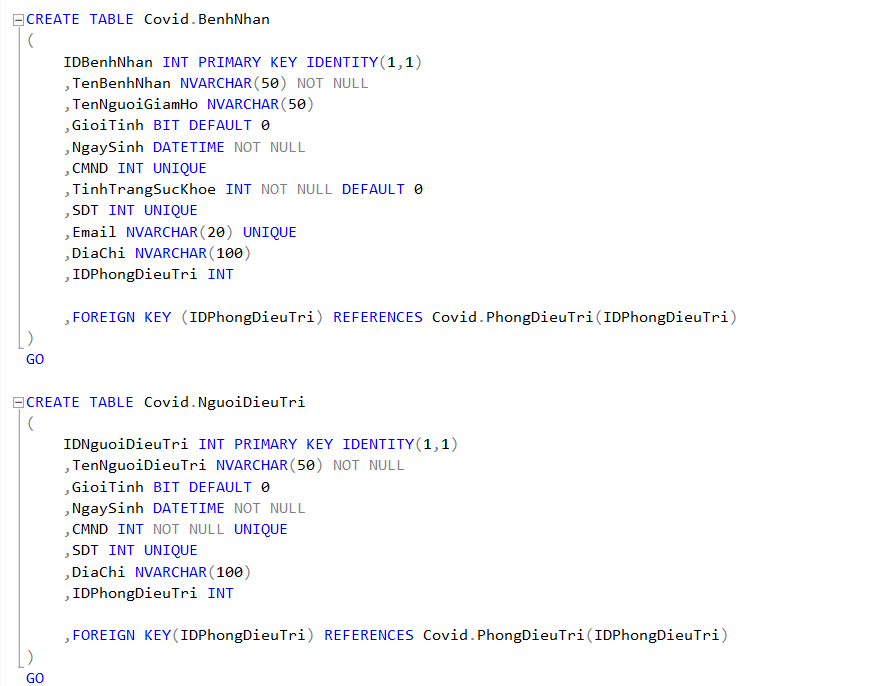 CREATE TABLE Covid.BenhNhan
(
IDBenhNhan INT PRIMARY KEY IDENTITY(1,1)
,TenBenhNhan NVARCHAR(50) NOT NULL
,TenNguoiGiamHo NVARCHAR(50)
,GioiTinh BIT DEFAULT 0
,NgaySinh DATETIME NOT NULL
,CMND INT UNIQUE
,TinhTrangSucKhoe INT NOT NULL DEFAULT 0
,SDT INT UNIQUE
,Email NVARCHAR(20) UNIQUE
,DiaChi NVARCHAR(100)
,IDPhongDieuTri INT
,FOREIGN KEY (IDPhongDieuTri) REFERENCES Covid.PhongDieuTri(IDPhongDieuTri)
)
GO
CREATE TABLE Covid.NguoiDieuTri
(
IDNguoiDieuTri INT PRIMARY KEY IDENTITY(1,1)
,TenNguoiDieuTri NVARCHAR(50) NOT NULL
,GioiTinh BIT DEFAULT 0
,NgaySinh DATETIME NOT NULL
,CMND INT NOT NULL UNIQUE
,SDT INT UNIQUE
,DiaChi NVARCHAR(100)
,IDPhongDieuTri INT
,FOREIGN KEY(IDPhongDieuTri) REFERENCES Covid.PhongDieuTri(IDPhongDieuTri)
)
GO